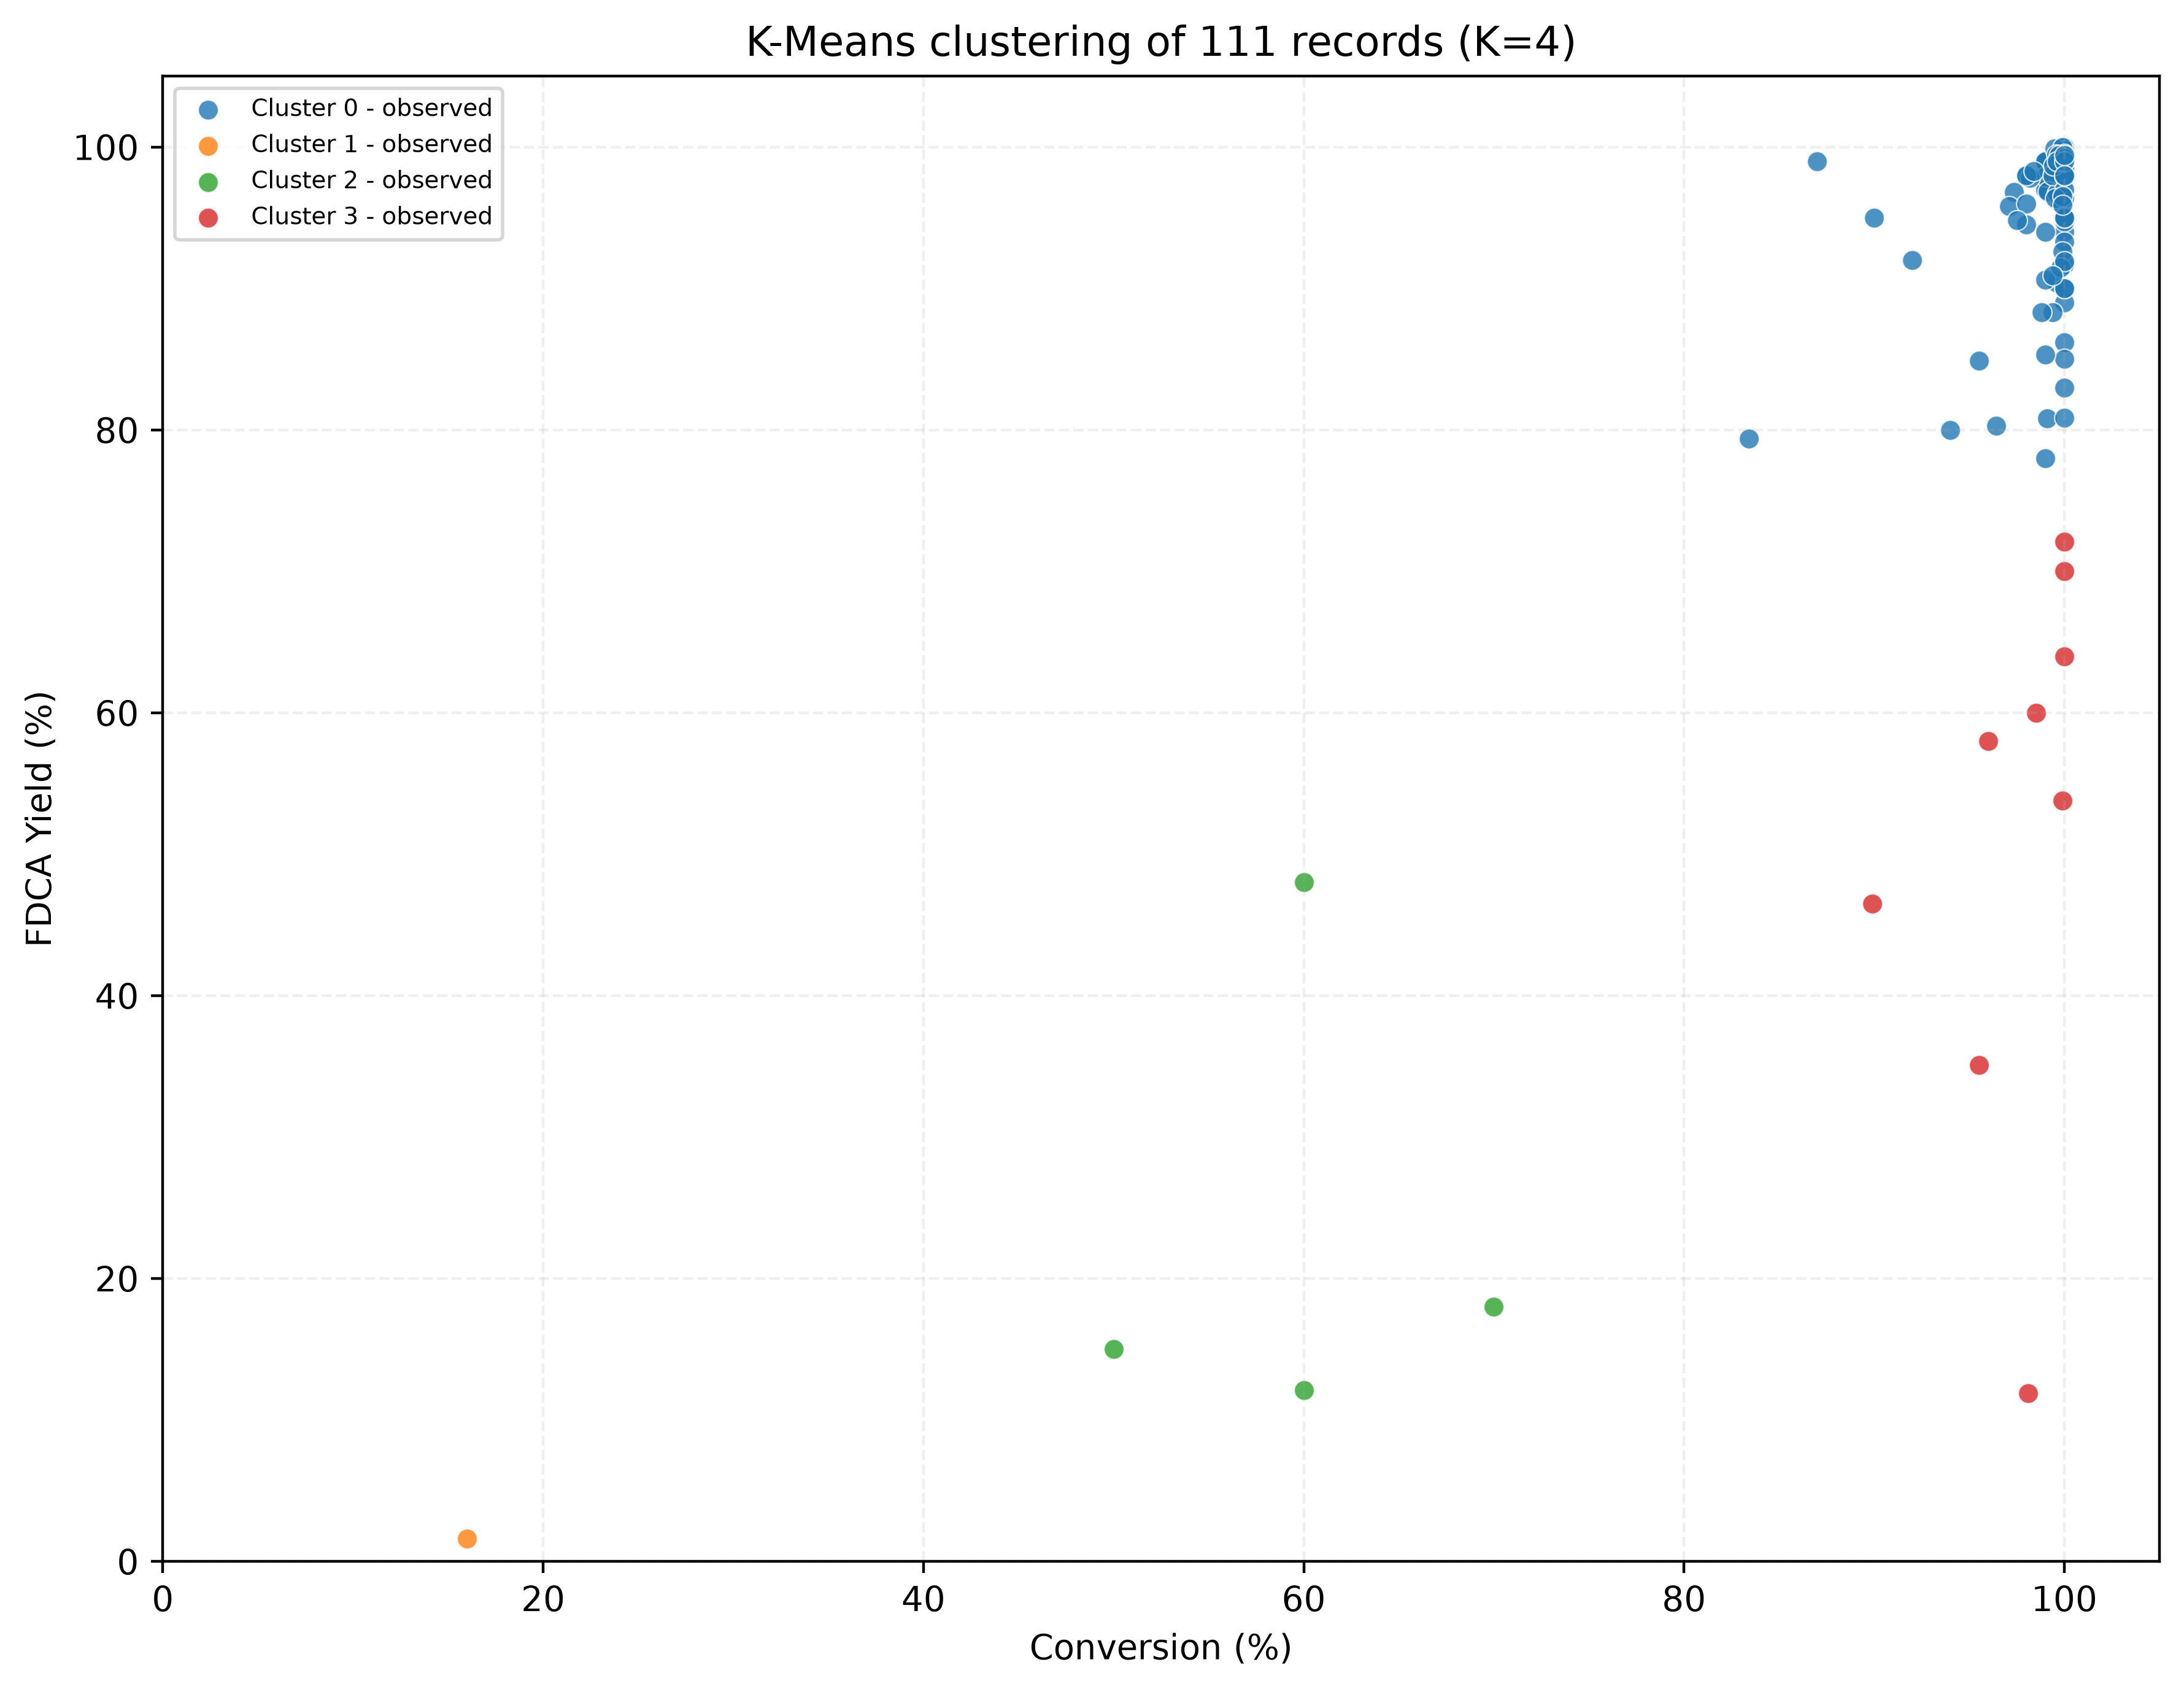 K-Means clustering of 111 records (K=4)
Cluster 0 - observed
Cluster 1 - observed
Cluster 2 - observed
Cluster 3 - observed
FDCA Yield (%)
100
80
60
40
20
0
0 20 40 60 80 100
Conversion (%)